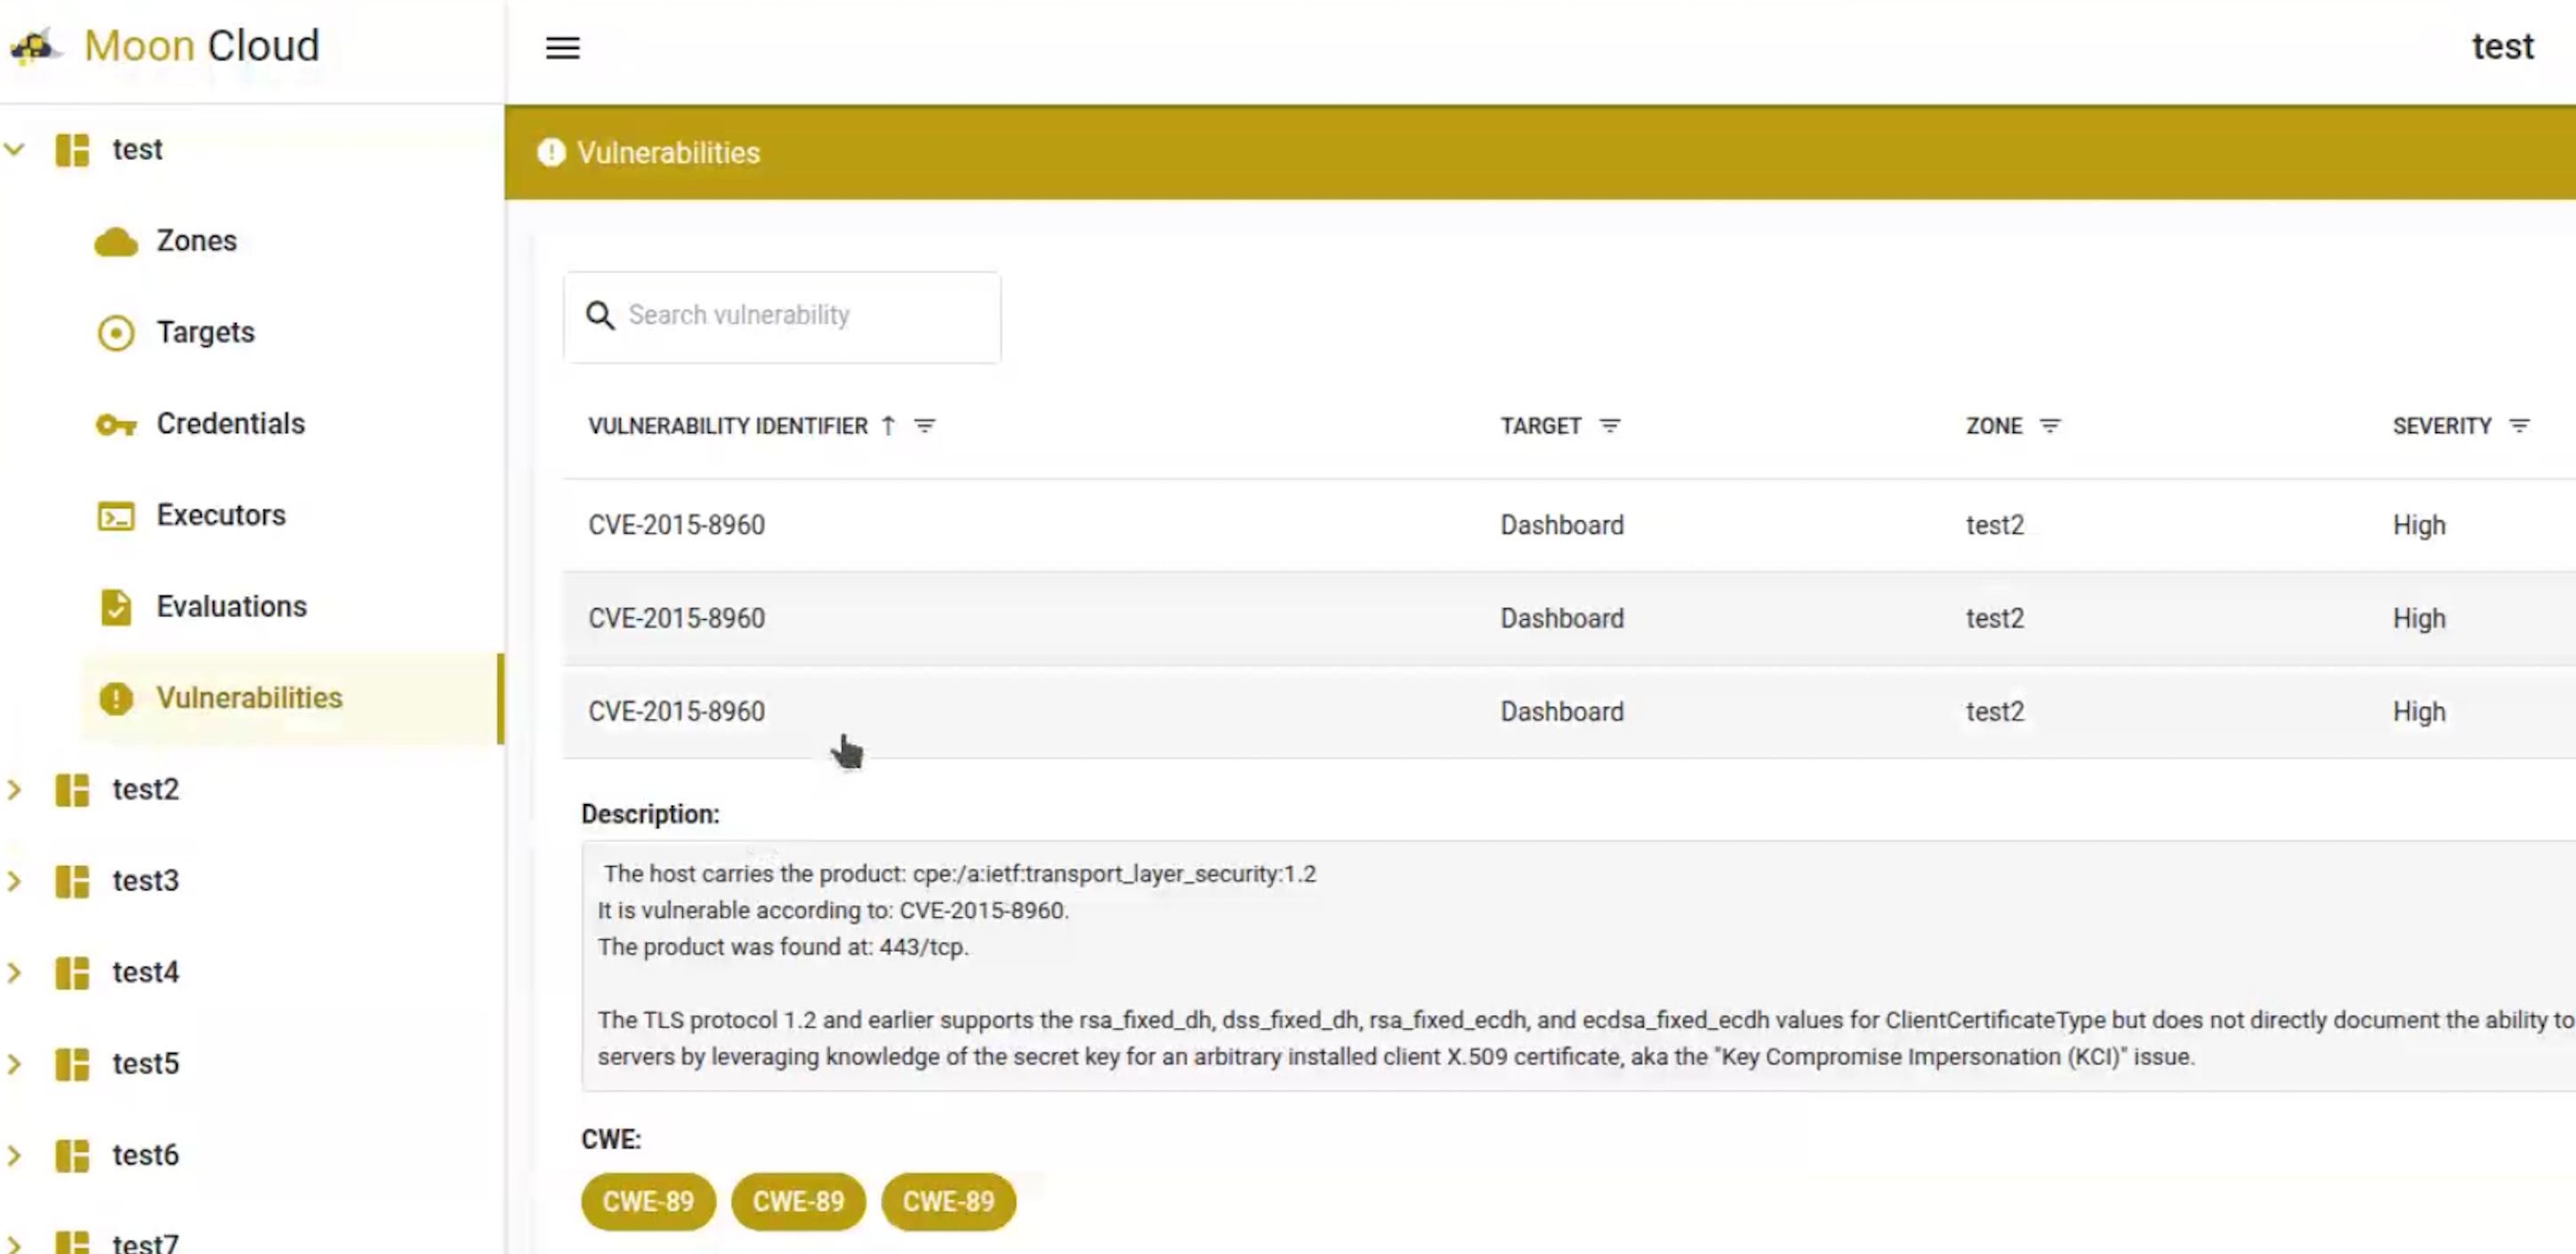 Moon Cloud
test
test
Zones
Targets
Credentials
Executors
Evaluations
Vulnerabilities
test2
test3
test4
test5
test6
test7
Vulnerabilities
Search vulnerability
VULNERABILITY IDENTIFIER TARGET ZONE SEVERITY
CVE-2015-8960 Dashboard test2 High
CVE-2015-8960 Dashboard test2 High
CVE-2015-8960 Dashboard test2 High
Description:
The host carries the product: cpe:/a:ietf:transport_layer_security:1.2
It is vulnerable according to: CVE-2015-8960.
The product was found at: 443/tcp.
The TLS protocol 1.2 and earlier supports the rsa_fixed_dh, dss_fixed_dh, rsa_fixed_ecdh, and ecdsa_fixed_ecdh values for ClientCertificateType but does not directly document the ability to
servers by leveraging knowledge of the secret key for an arbitrary installed client X.509 certificate, aka the "Key Compromise Impersonation (KCI)" issue.
CWE:
CWE-89 CWE-89 CWE-89